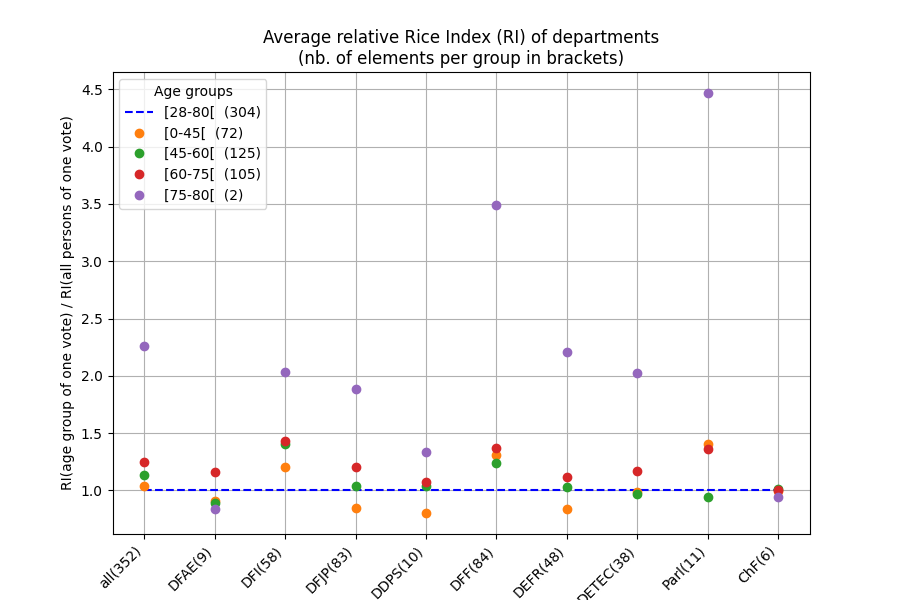 Average relative Rice Index (RI) of departments
(nb. of elements per group in brackets)
RI(age group of one vote) / RI(all persons of one vote)
4.5
4.0
3.5
3.0
2.5
2.0
1.5
1.0
Age groups
[28-80[ (304)
[0-45[ (72)
[45-60[ (125)
[60-75[ (105)
[75-80[ (2)
all(352)
DFAE(9)
DFI(58)
DFJP(83)
DDPS(10)
DFF(84)
DEFR(48)
DETEC(38)
Parl(11)
ChF(6)